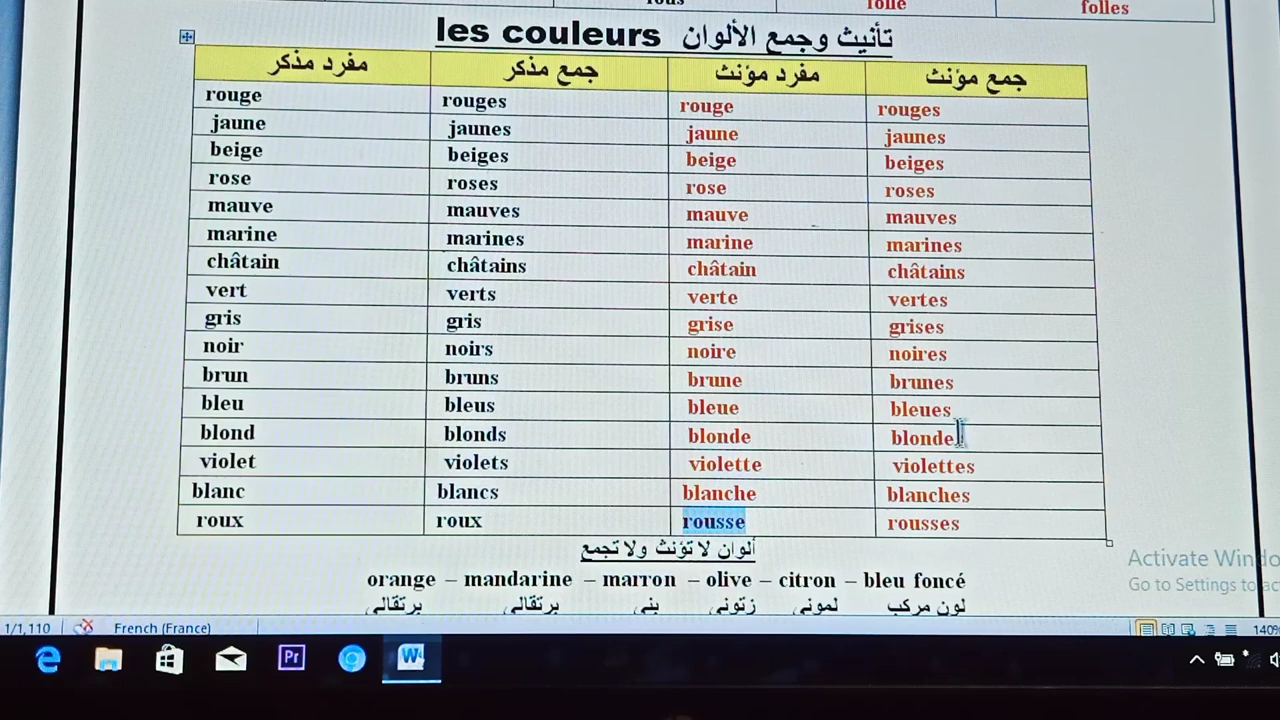 folle folles
les couleurs تأنيث وجمع الألوان
مفرد مذكر جمع مذكر مفرد مؤنث جمع مؤنث
rouge rouges rouge rouges
jaune jaunes jaune jaunes
beige beiges beige beiges
rose roses rose roses
mauve mauves mauve mauves
marine marines marine marines
châtain châtains châtain châtains
vert verts verte vertes
gris gris grise grises
noir noirs noire noires
brun bruns brune brunes
bleu bleus bleue bleues
blond blonds blonde blonde
violet violets violette violettes
blanc blancs blanche blanches
roux roux rousse rousses
ألوان لا تؤنث ولا تجمع
orange – mandarine – marron – olive – citron – bleu foncé
برتقالي برتقالي بني زتوني لموني لون مركب
Activate
Go to Settings to
1/1,110 French (France) 140%
Pr
W